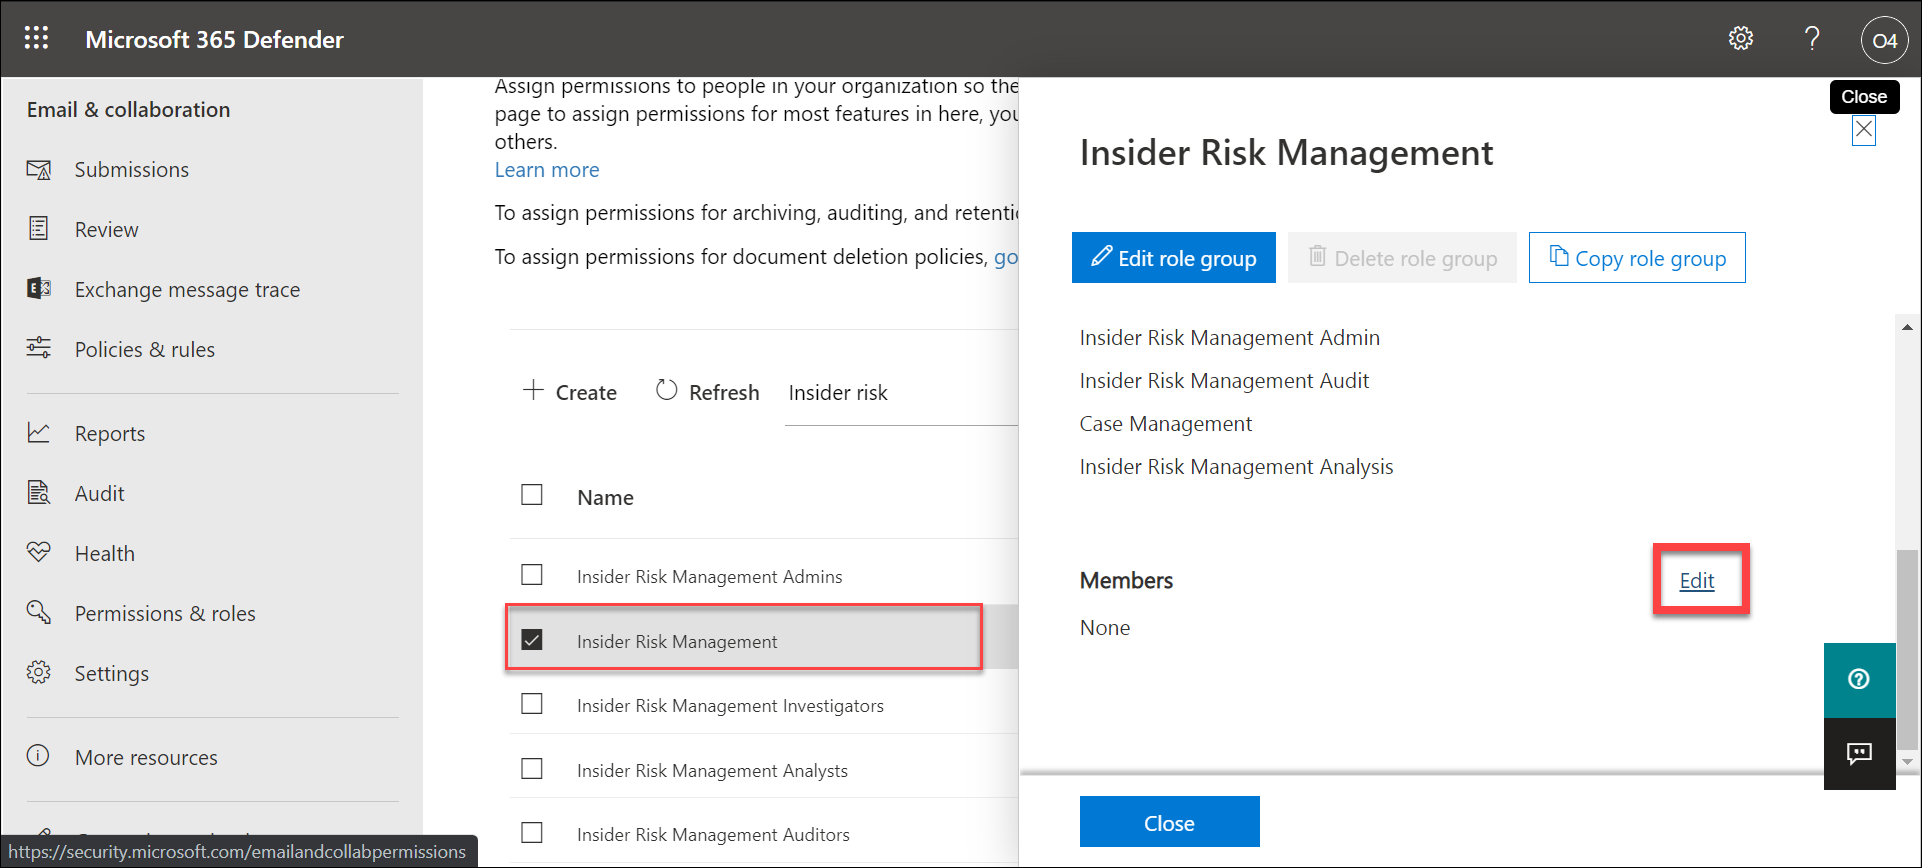 Microsoft 365 Defender
O4
Email & collaboration
Submissions
Review
Exchange message trace
Policies & rules
Reports
Audit
Health
Permissions & roles
Settings
More resources
https://security.microsoft.com/emailandcollabpermissions
Assign permissions to people in your organization so the
page to assign permissions for most features in here, you
others.
Learn more
To assign permissions for archiving, auditing, and retentio
To assign permissions for document deletion policies, go
Create
Refresh
Insider risk
Name
Insider Risk Management Admins
Insider Risk Management
Insider Risk Management Investigators
Insider Risk Management Analysts
Insider Risk Management Auditors
Close
Insider Risk Management
Edit role group
Delete role group
Copy role group
Insider Risk Management Admin
Insider Risk Management Audit
Case Management
Insider Risk Management Analysis
Members
Edit
None
Close